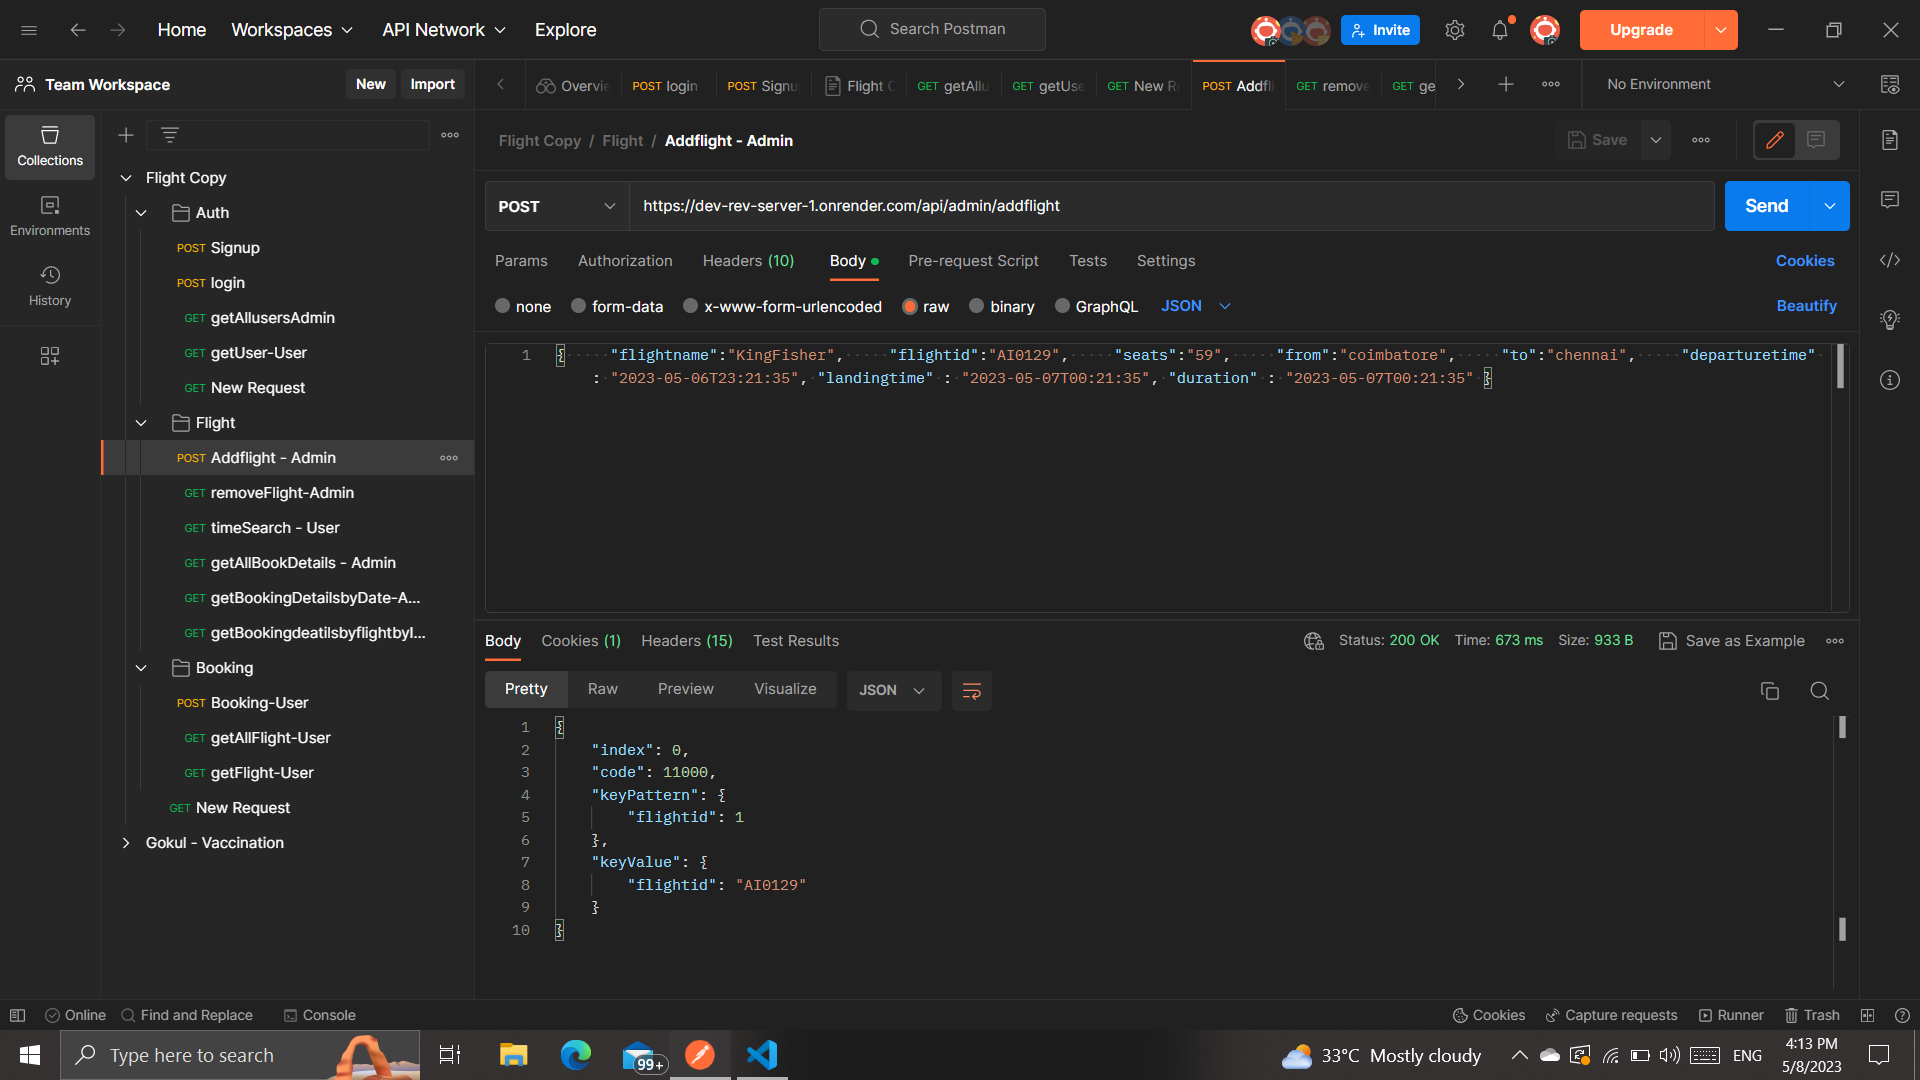 Home Workspaces API Network Explore
Search Postman
Invite
Upgrade
Team Workspace
New Import
Overvie
POST login
POST Signu
Flight C
GET getAllu
GET getUse
GET New R
POST Addfli
GET remove
GET ge
No Environment
Collections
Environments
History
Flight Copy
Auth
POST Signup
POST login
GET getAllusersAdmin
GET getUser-User
GET New Request
Flight
POST Addflight - Admin
GET removeFlight-Admin
GET timeSearch - User
GET getAllBookDetails - Admin
GET getBookingDetailsbyDate-A...
GET getBookingdeatilsbyflightbyI...
Booking
POST Booking-User
GET getAllFlight-User
GET getFlight-User
GET New Request
Gokul - Vaccination
Flight Copy / Flight / Addflight - Admin
Save
POST https://dev-rev-server-1.onrender.com/api/admin/addflight
Send
Params Authorization Headers (10) Body Pre-request Script Tests Settings
Cookies
none form-data x-www-form-urlencoded raw binary GraphQL JSON
Beautify
1 { "flightname":"KingFisher", "flightid":"AI0129", "seats":"59", "from":"coimbatore", "to":"chennai", "departuretime"
: "2023-05-06T23:21:35", "landingtime" : "2023-05-07T00:21:35", "duration" : "2023-05-07T00:21:35" }
Body Cookies (1) Headers (15) Test Results
Status: 200 OK Time: 673 ms Size: 933 B Save as Example
Pretty Raw Preview Visualize JSON
1 {
2 "index": 0,
3 "code": 11000,
4 "keyPattern": {
5 "flightid": 1
6 },
7 "keyValue": {
8 "flightid": "AI0129"
9 }
10 }
Online Find and Replace Console
Cookies Capture requests Runner Trash
Type here to search
99+
33°C Mostly cloudy
ENG
4:13 PM
5/8/2023